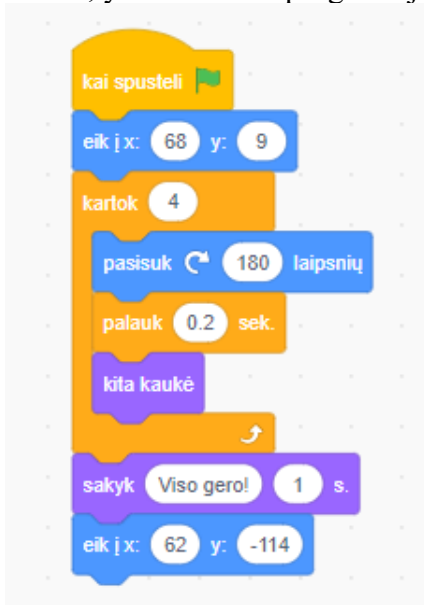 kai spusteli
eik į x: 68 y: 9
kartok 4
pasisuk 180 laipsnių
palauk 0.2 sek.
kita kaukė
sakyk Viso gero! 1 s.
eik į x: 62 y: -114